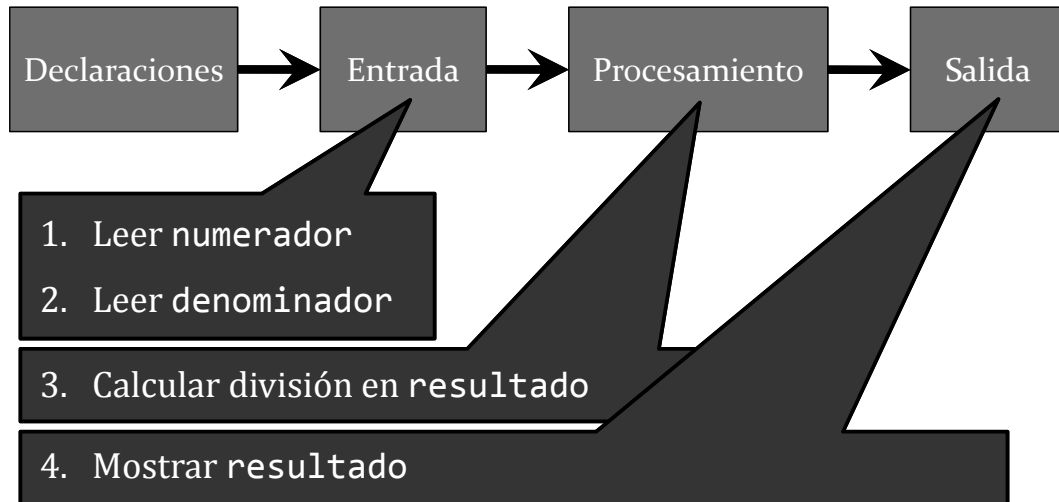 Declaraciones
Entrada
Procesamiento
Salida
1. Leer numerador
2. Leer denominador
3. Calcular división en resultado
4. Mostrar resultado